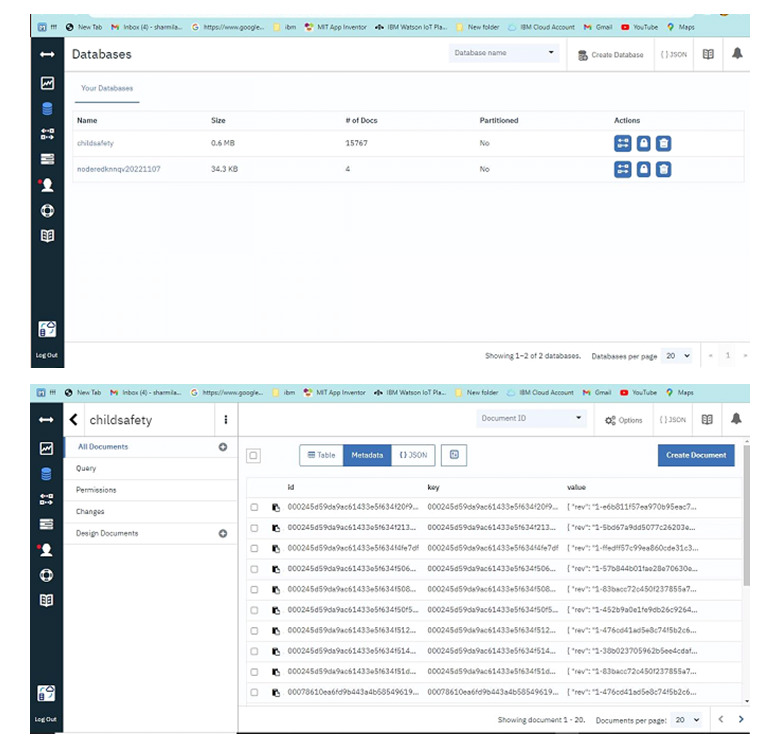 fff New Tab Inbox (4) - sharmila... https://www.google... ibm MIT App Inventor IBM Watson IoT Pla... New folder IBM Cloud Account Gmail YouTube Maps
Databases Database name Create Database { } JSON
Your Databases
Name Size # of Docs Partitioned Actions
childsafety 0.6 MB 15767 No
noderedknnqv20221107 34.3 KB 4 No
Log Out Showing 1–2 of 2 databases. Databases per page 20 « 1 »
fff New Tab Inbox (4) - sharmila... https://www.google... ibm MIT App Inventor IBM Watson IoT Pla... New folder IBM Cloud Account Gmail YouTube Maps
childsafety Document ID Options { } JSON
All Documents
Table Metadata { } JSON Create Document
Query
Permissions
id key value
Changes
000245d59da9ac61433e5f634f20f9... 000245d59da9ac61433e5f634f20f9... { "rev": "1-e6b811f57ea970b95eac7...
Design Documents
000245d59da9ac61433e5f634f213... 000245d59da9ac61433e5f634f213... { "rev": "1-5bd67a9dd5077c26203e...
000245d59da9ac61433e5f634f4fe7df 000245d59da9ac61433e5f634f4fe7df { "rev": "1-ffedff57c99ea860cde31c3...
000245d59da9ac61433e5f634f506... 000245d59da9ac61433e5f634f506... { "rev": "1-57b844b01fae28e70630e...
000245d59da9ac61433e5f634f508... 000245d59da9ac61433e5f634f508... { "rev": "1-83bacc72c450f237855a7...
000245d59da9ac61433e5f634f50f5... 000245d59da9ac61433e5f634f50f5... { "rev": "1-452b9a0e1fe9db26c9264...
000245d59da9ac61433e5f634f512... 000245d59da9ac61433e5f634f512... { "rev": "1-476cd41ad5e8c74f5b2c6...
000245d59da9ac61433e5f634f514... 000245d59da9ac61433e5f634f514... { "rev": "1-38b023705962b5ee4cdaf...
000245d59da9ac61433e5f634f51d... 000245d59da9ac61433e5f634f51d... { "rev": "1-83bacc72c450f237855a7...
00078610ea6fd9b443a4b58549619... 00078610ea6fd9b443a4b58549619... { "rev": "1-476cd41ad5e8c74f5b2c6...
Log Out Showing document 1 - 20. Documents per page: 20